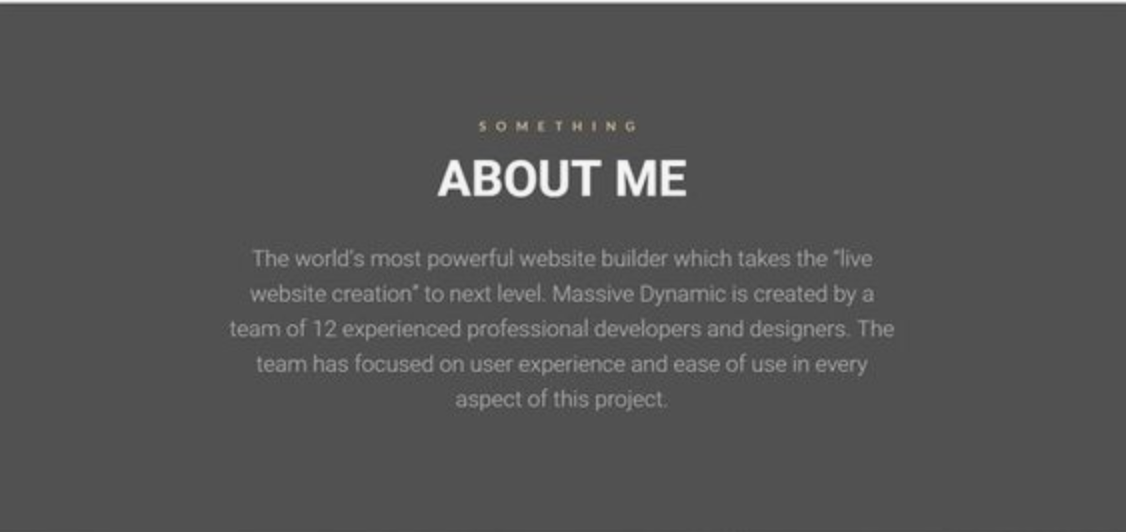 SOMETHING
ABOUT ME
The world's most powerful website builder which takes the “live
website creation” to next level. Massive Dynamic is created by a
team of 12 experienced professional developers and designers. The
team has focused on user experience and ease of use in every
aspect of this project.